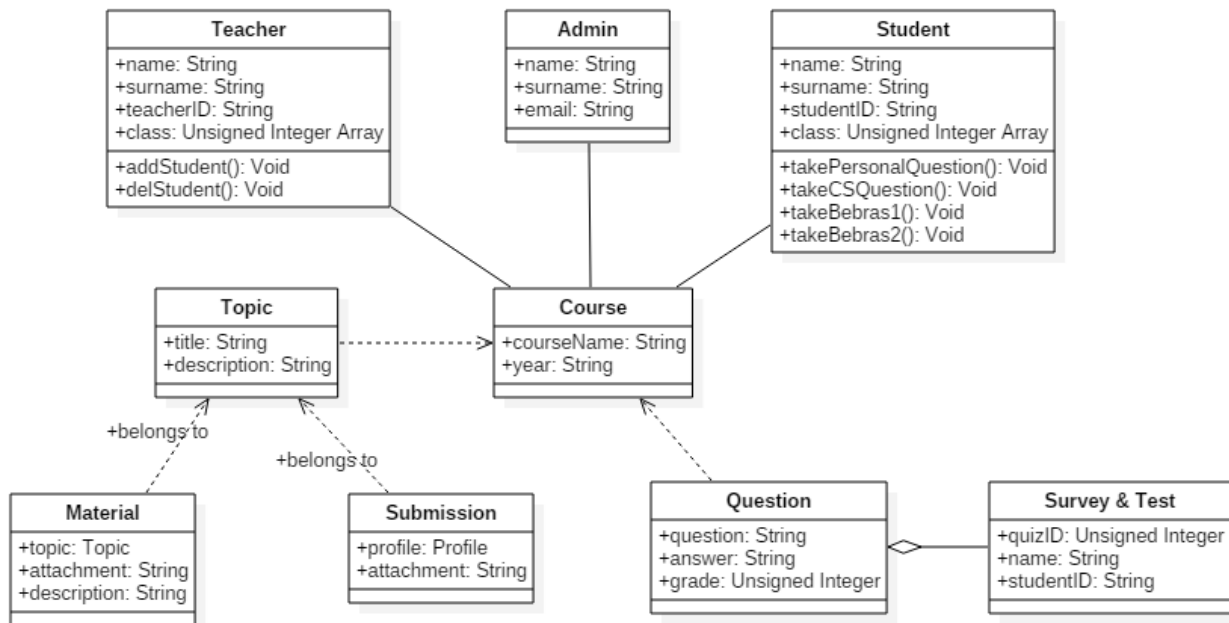 Teacher
+name: String
+surname: String
+teacherID: String
+class: Unsigned Integer Array
+addStudent(): Void
+delStudent(): Void
Admin
+name: String
+surname: String
+email: String
Student
+name: String
+surname: String
+studentID: String
+class: Unsigned Integer Array
+takePersonalQuestion(): Void
+takeCSQuestion(): Void
+takeBebras1(): Void
+takeBebras2(): Void
Topic
+title: String
+description: String
Course
+courseName: String
+year: String
+belongs to
+belongs to
Material
+topic: Topic
+attachment: String
+description: String
Submission
+profile: Profile
+attachment: String
Question
+question: String
+answer: String
+grade: Unsigned Integer
Survey & Test
+quizID: Unsigned Integer
+name: String
+studentID: String